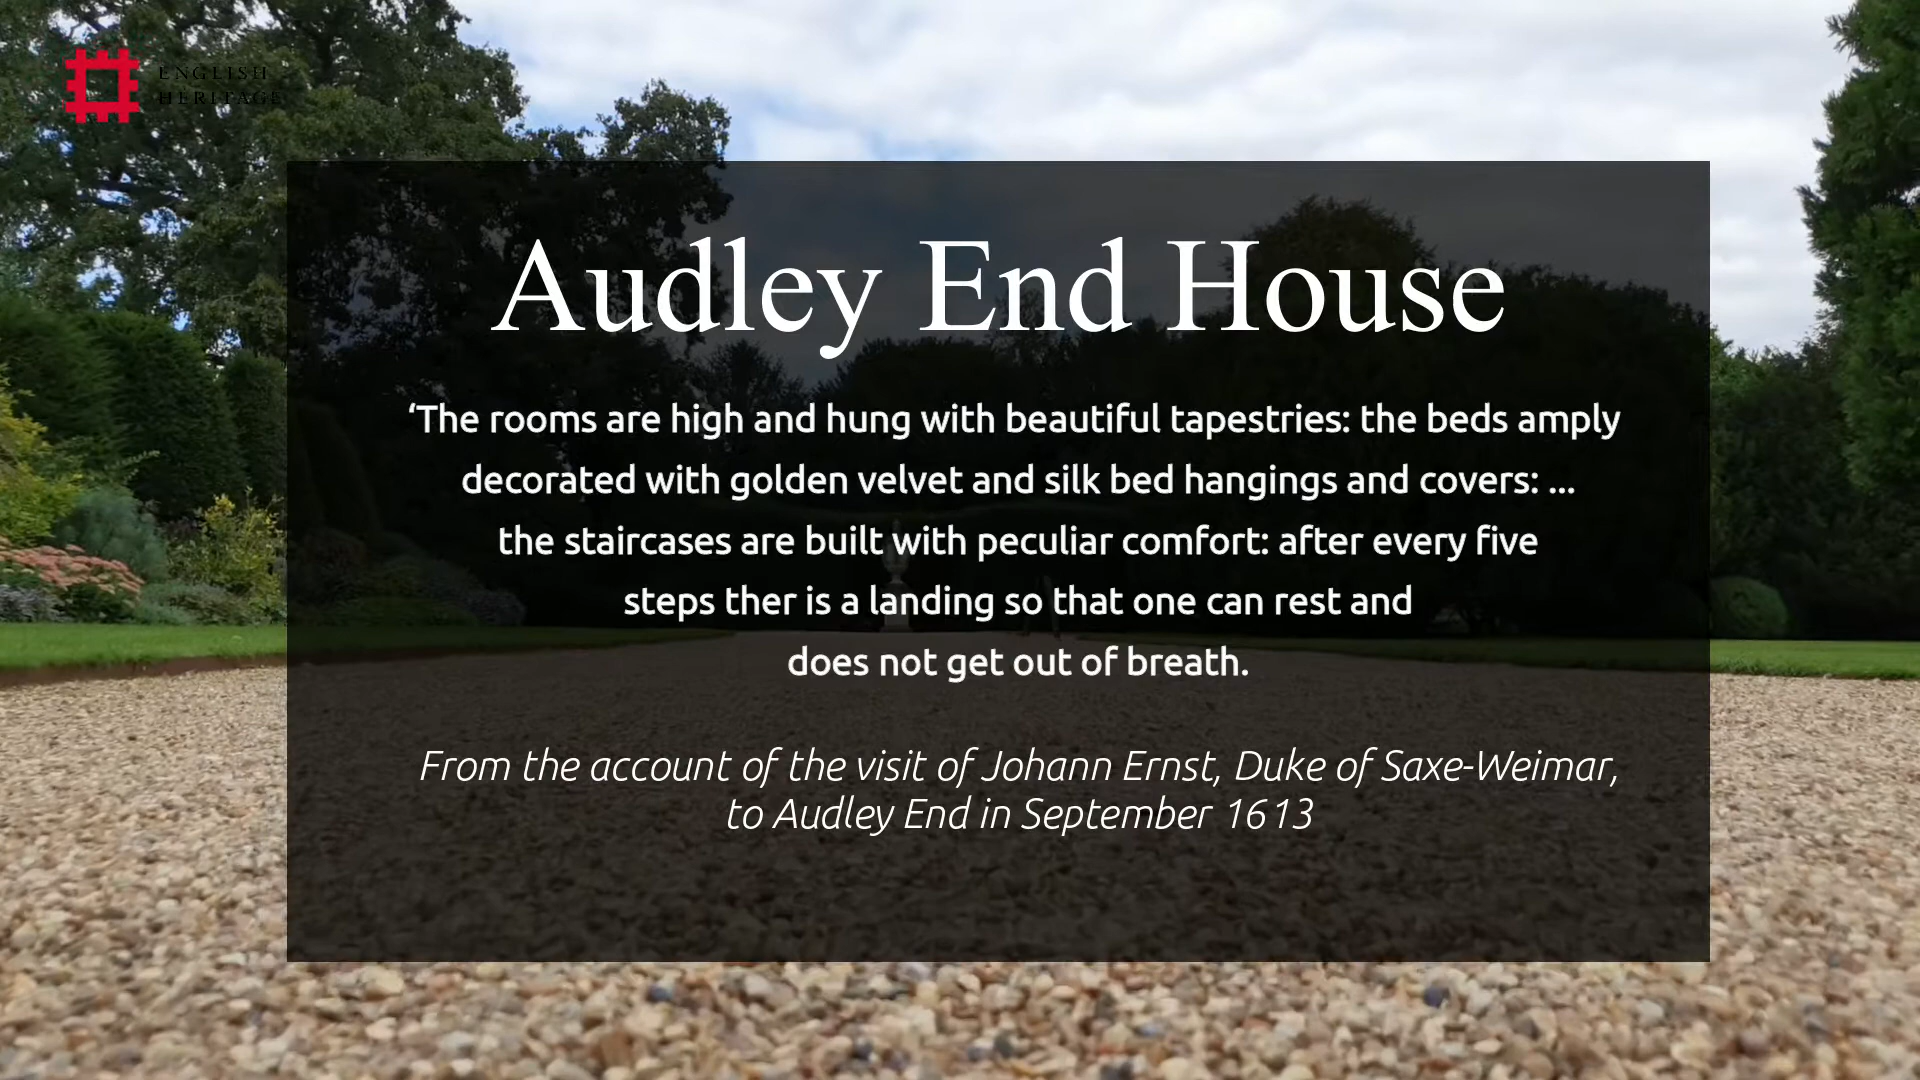 ENGLISH
HERITAGE
Audley End House
‘The rooms are high and hung with beautiful tapestries: the beds amply
decorated with golden velvet and silk bed hangings and covers: ...
the staircases are built with peculiar comfort: after every five
steps ther is a landing so that one can rest and
does not get out of breath.
From the account of the visit of Johann Ernst, Duke of Saxe-Weimar,
to Audley End in September 1613